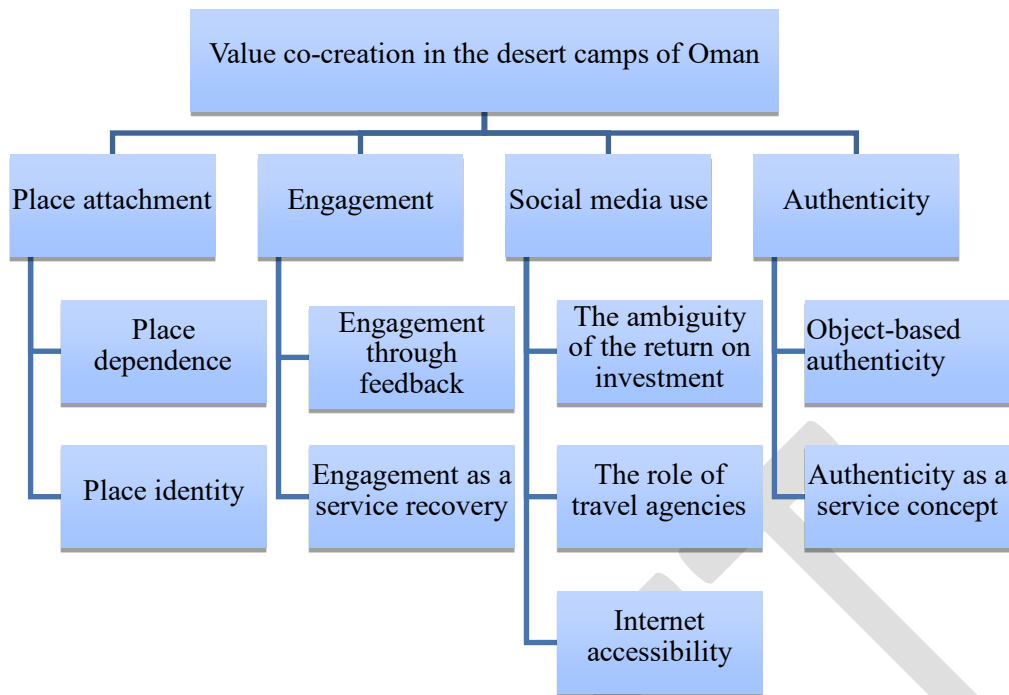 Value co-creation in the desert camps of Oman
Place attachment
Engagement
Social media use
Authenticity
Place
dependence
Place identity
Engagement
through
feedback
Engagement as a
service recovery
The ambiguity
of the return on
investment
The role of
travel agencies
Internet
accessibility
Object-based
authenticity
Authenticity as a
service concept